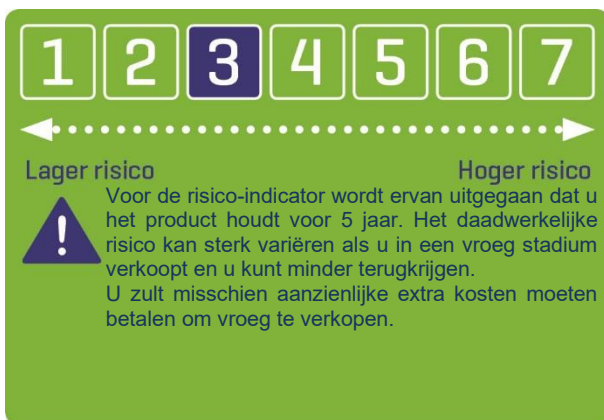 1 2 3 4 5 6 7
Lager risico Hoger risico
!
Voor de risico-indicator wordt ervan uitgegaan dat u
het product houdt voor 5 jaar. Het daadwerkelijke
risico kan sterk variëren als u in een vroeg stadium
verkoopt en u kunt minder terugkrijgen.
U zult misschien aanzienlijke extra kosten moeten
betalen om vroeg te verkopen.